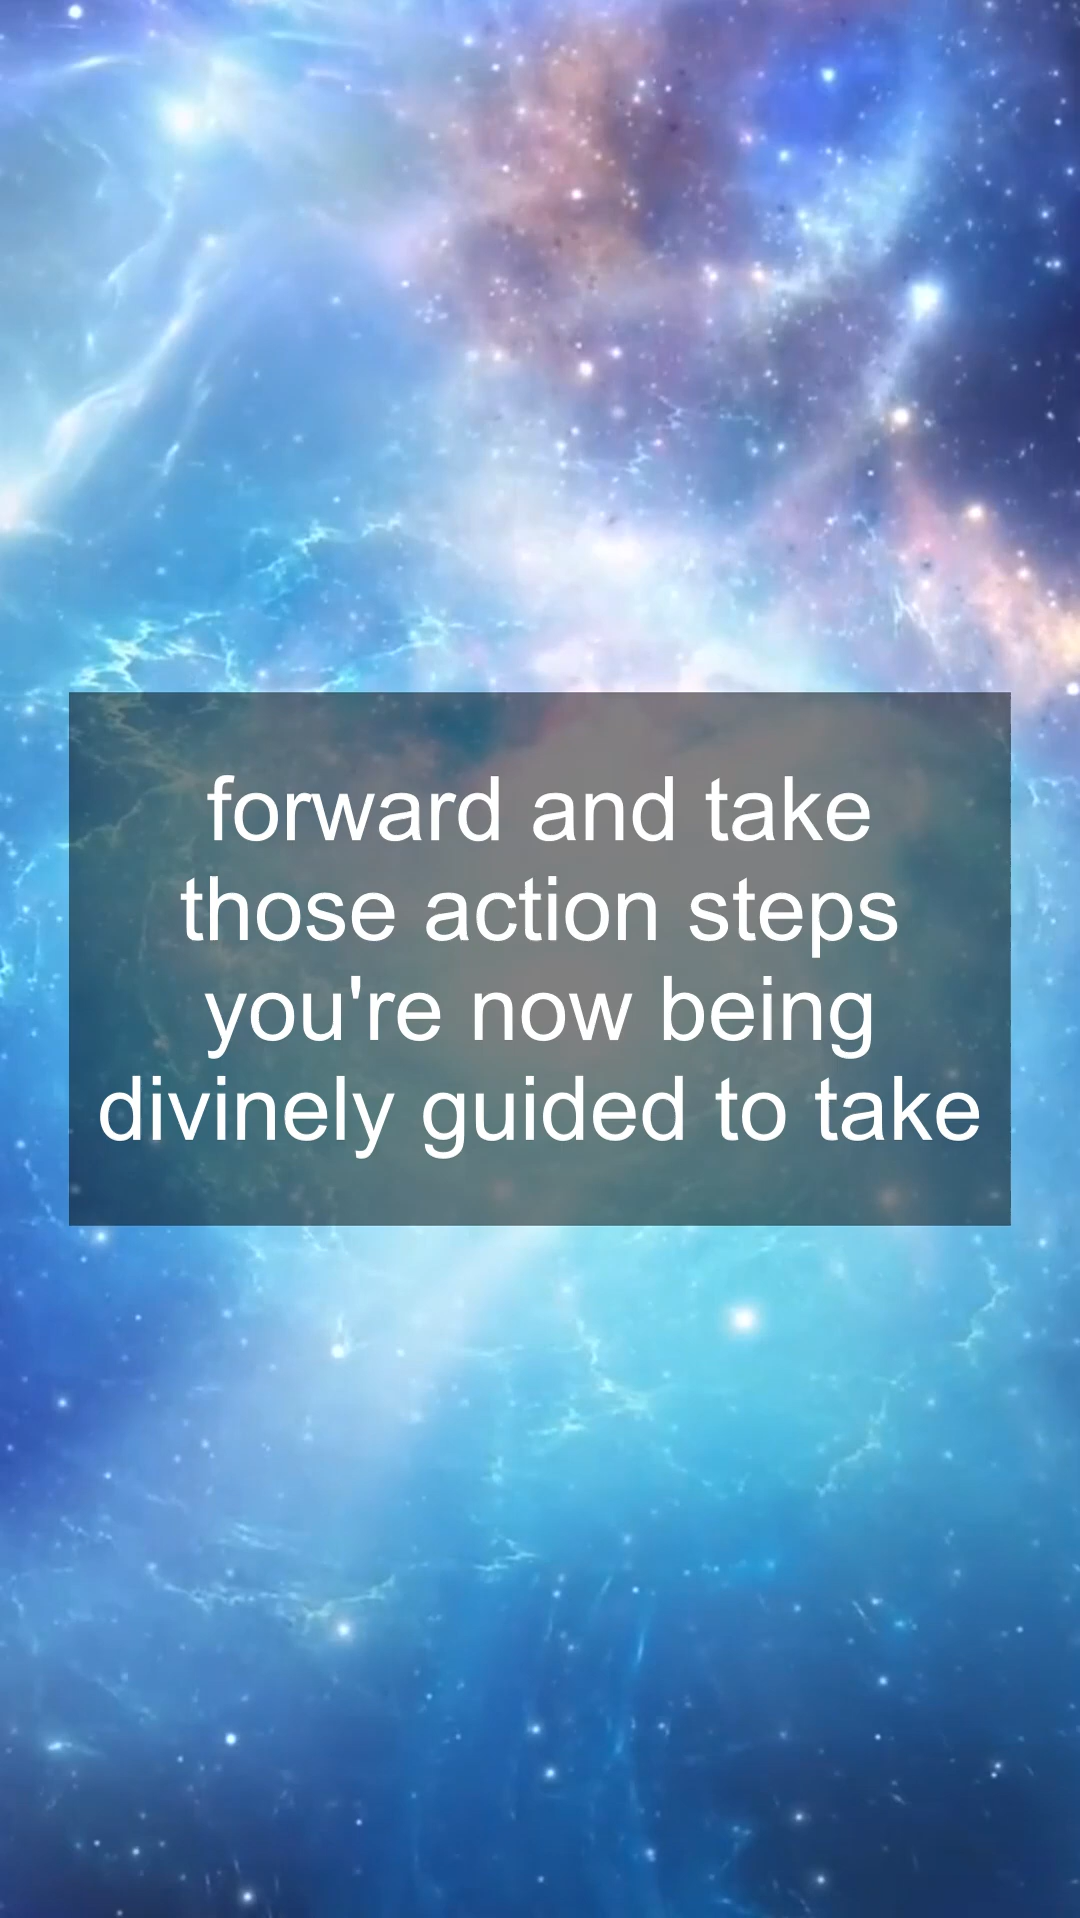 forward and take
those action steps
you're now being
divinely guided to take